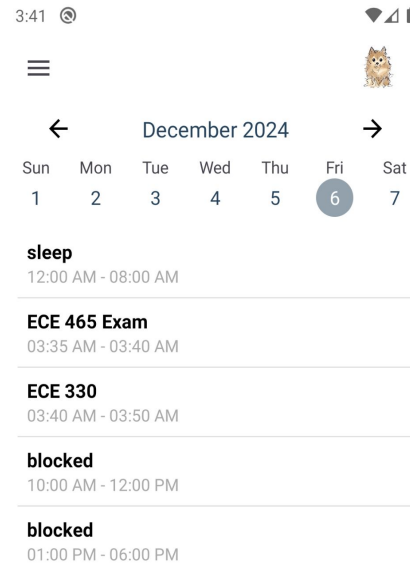 3:41
December 2024
Sun Mon Tue Wed Thu Fri Sat
1 2 3 4 5 6 7
sleep
12:00 AM - 08:00 AM
ECE 465 Exam
03:35 AM - 03:40 AM
ECE 330
03:40 AM - 03:50 AM
blocked
10:00 AM - 12:00 PM
blocked
01:00 PM - 06:00 PM